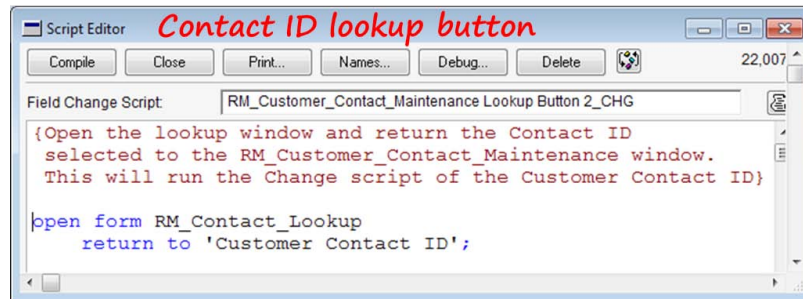 Script Editor
Contact ID lookup button
Compile
Close
Print...
Names...
Debug...
Delete
22,007
Field Change Script:
RM_Customer_Contact_Maintenance Lookup Button 2_CHG
{Open the lookup window and return the Contact ID
selected to the RM_Customer_Contact_Maintenance window.
This will run the Change script of the Customer Contact ID}
open form RM_Contact_Lookup
return to 'Customer Contact ID';